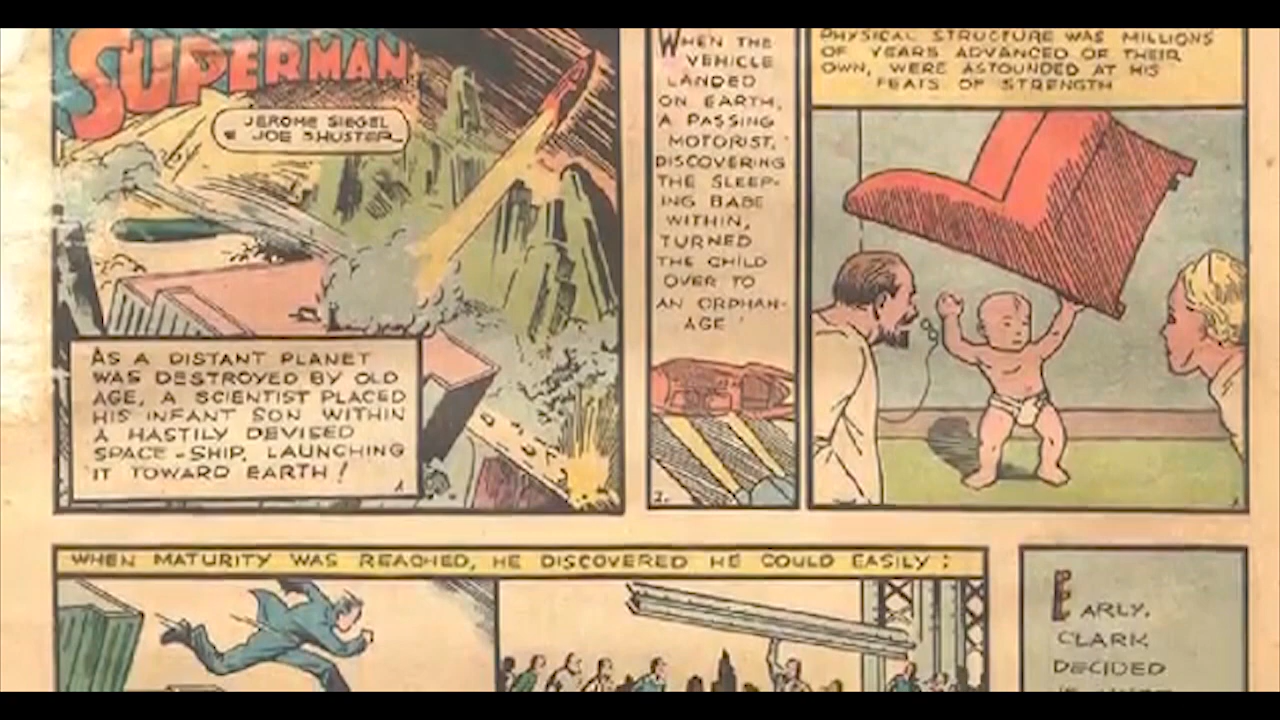 SUPERMAN
JEROME SIEGEL
& JOE SHUSTER
AS A DISTANT PLANET
WAS DESTROYED BY OLD
AGE, A SCIENTIST PLACED
HIS INFANT SON WITHIN
A HASTILY DEVISED
SPACE-SHIP, LAUNCHING
IT TOWARD EARTH!
1
WHEN THE
VEHICLE
LANDED
ON EARTH,
A PASSING
MOTORIST,
DISCOVERING
THE SLEEP-
ING BABE
WITHIN,
TURNED
THE CHILD
OVER TO
AN ORPHAN-
AGE
2.
PHYSICAL STRUCTURE WAS MILLIONS
OF YEARS ADVANCED OF THEIR
OWN, WERE ASTOUNDED AT HIS
FEATS OF STRENGTH
WHEN MATURITY WAS REACHED, HE DISCOVERED HE COULD EASILY:
EARLY,
CLARK
DECIDED